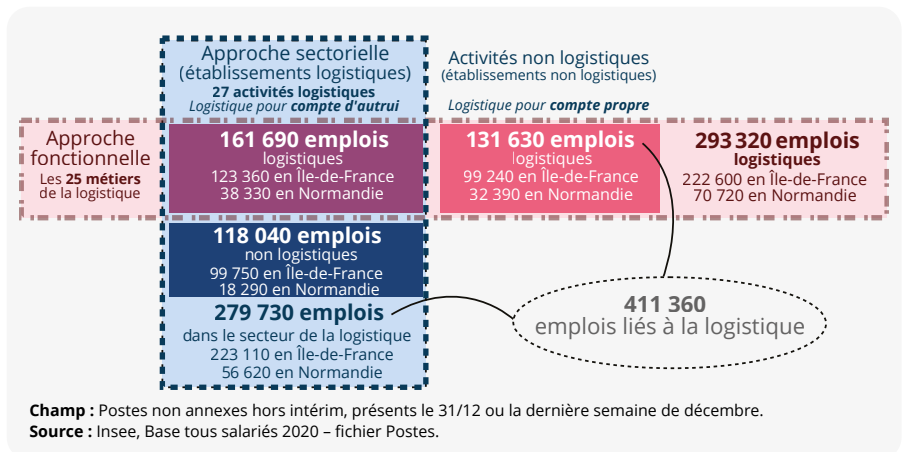 Approche sectorielle
(établissements logistiques)
27 activités logistiques
Logistique pour compte d'autrui
Activités non logistiques
(établissements non logistiques)
Logistique pour compte propre
Approche
fonctionnelle
Les 25 métiers
de la logistique
161 690 emplois
logistiques
123 360 en Île-de-France
38 330 en Normandie
131 630 emplois
logistiques
99 240 en Île-de-France
32 390 en Normandie
293 320 emplois
logistiques
222 600 en Île-de-France
70 720 en Normandie
118 040 emplois
non logistiques
99 750 en Île-de-France
18 290 en Normandie
279 730 emplois
dans le secteur de la logistique
223 110 en Île-de-France
56 620 en Normandie
411 360
emplois liés à la logistique
Champ : Postes non annexes hors intérim, présents le 31/12 ou la dernière semaine de décembre.
Source : Insee, Base tous salariés 2020 – fichier Postes.